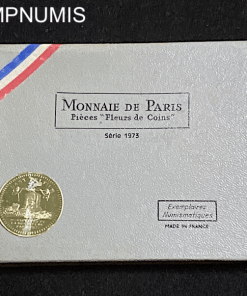 MPNUMIS
MONNAIE DE PARIS
Pièces "Fleurs de Coins"
Série 1973
Exemplaires
Numismatiques
MADE IN FRANCE